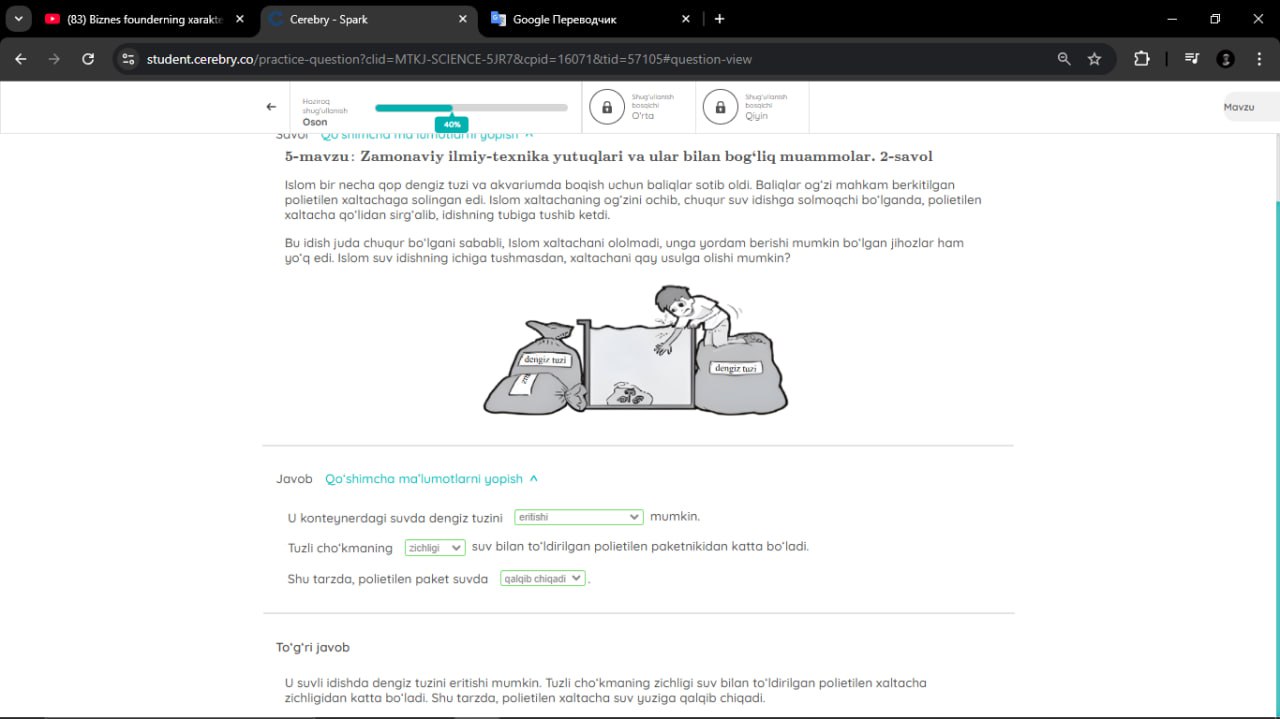 (83) Biznes founderning xarakte
Cerebry - Spark
Google Переводчик
student.cerebry.co/practice-question?clid=MTKJ-SCIENCE-5JR7&cpid=16071&tid=57105#question-view
Hoziroq
shug'ullanish
Oson
40%
Shug'ullanish
bosqichi
O'rta
Shug'ullanish
bosqichi
Qiyin
Mavzu
Savol Qo'shimcha ma'lumotlarni yopish ^
5-mavzu: Zamonaviy ilmiy-texnika yutuqlari va ular bilan bog‘liq muammolar. 2-savol
Islom bir necha qop dengiz tuzi va akvariumda boqish uchun baliqlar sotib oldi. Baliqlar og'zi mahkam berkitilgan
polietilen xaltachaga solingan edi. Islom xaltachaning og'zini ochib, chuqur suv idishga solmoqchi bo'lganda, polietilen
xaltacha qo'lidan sirg'alib, idishning tubiga tushib ketdi.
Bu idish juda chuqur bo'lgani sababli, Islom xaltachani ololmadi, unga yordam berishi mumkin bo'lgan jihozlar ham
yo'q edi. Islom suv idishning ichiga tushmasdan, xaltachani qay usulga olishi mumkin?
dengiz tuzi
dengiz tuzi
Javob Qo'shimcha ma'lumotlarni yopish ^
U konteynerdagi suvda dengiz tuzini eritishi mumkin.
Tuzli cho'kmaning zichligi suv bilan to'ldirilgan polietilen paketnikidan katta bo'ladi.
Shu tarzda, polietilen paket suvda qalqib chiqadi .
To'g'ri javob
U suvli idishda dengiz tuzini eritishi mumkin. Tuzli cho'kmaning zichligi suv bilan to'ldirilgan polietilen xaltacha
zichligidan katta bo'ladi. Shu tarzda, polietilen xaltacha suv yuziga qalqib chiqadi.